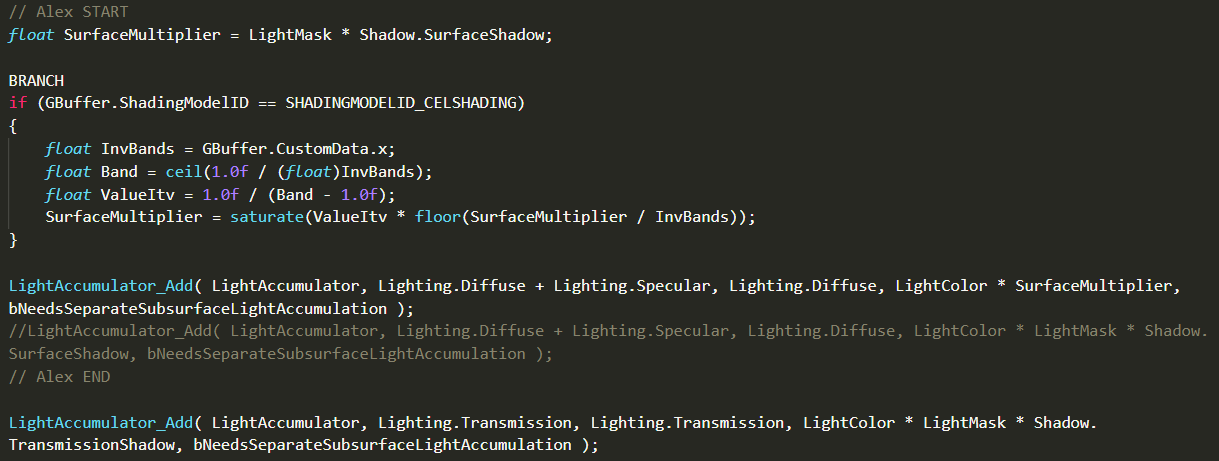 // Alex START
float SurfaceMultiplier = LightMask * Shadow.SurfaceShadow;
BRANCH
if (GBuffer.ShadingModelID == SHADINGMODELID_CELSHADING)
{
float InvBands = GBuffer.CustomData.x;
float Band = ceil(1.0f / (float)InvBands);
float ValueItv = 1.0f / (Band - 1.0f);
SurfaceMultiplier = saturate(ValueItv * floor(SurfaceMultiplier / InvBands));
}
LightAccumulator_Add( LightAccumulator, Lighting.Diffuse + Lighting.Specular, Lighting.Diffuse, LightColor * SurfaceMultiplier,
bNeedsSeparateSubsurfaceLightAccumulation );
//LightAccumulator_Add( LightAccumulator, Lighting.Diffuse + Lighting.Specular, Lighting.Diffuse, LightColor * LightMask * Shadow.
SurfaceShadow, bNeedsSeparateSubsurfaceLightAccumulation );
// Alex END
LightAccumulator_Add( LightAccumulator, Lighting.Transmission, Lighting.Transmission, LightColor * LightMask * Shadow.
TransmissionShadow, bNeedsSeparateSubsurfaceLightAccumulation );